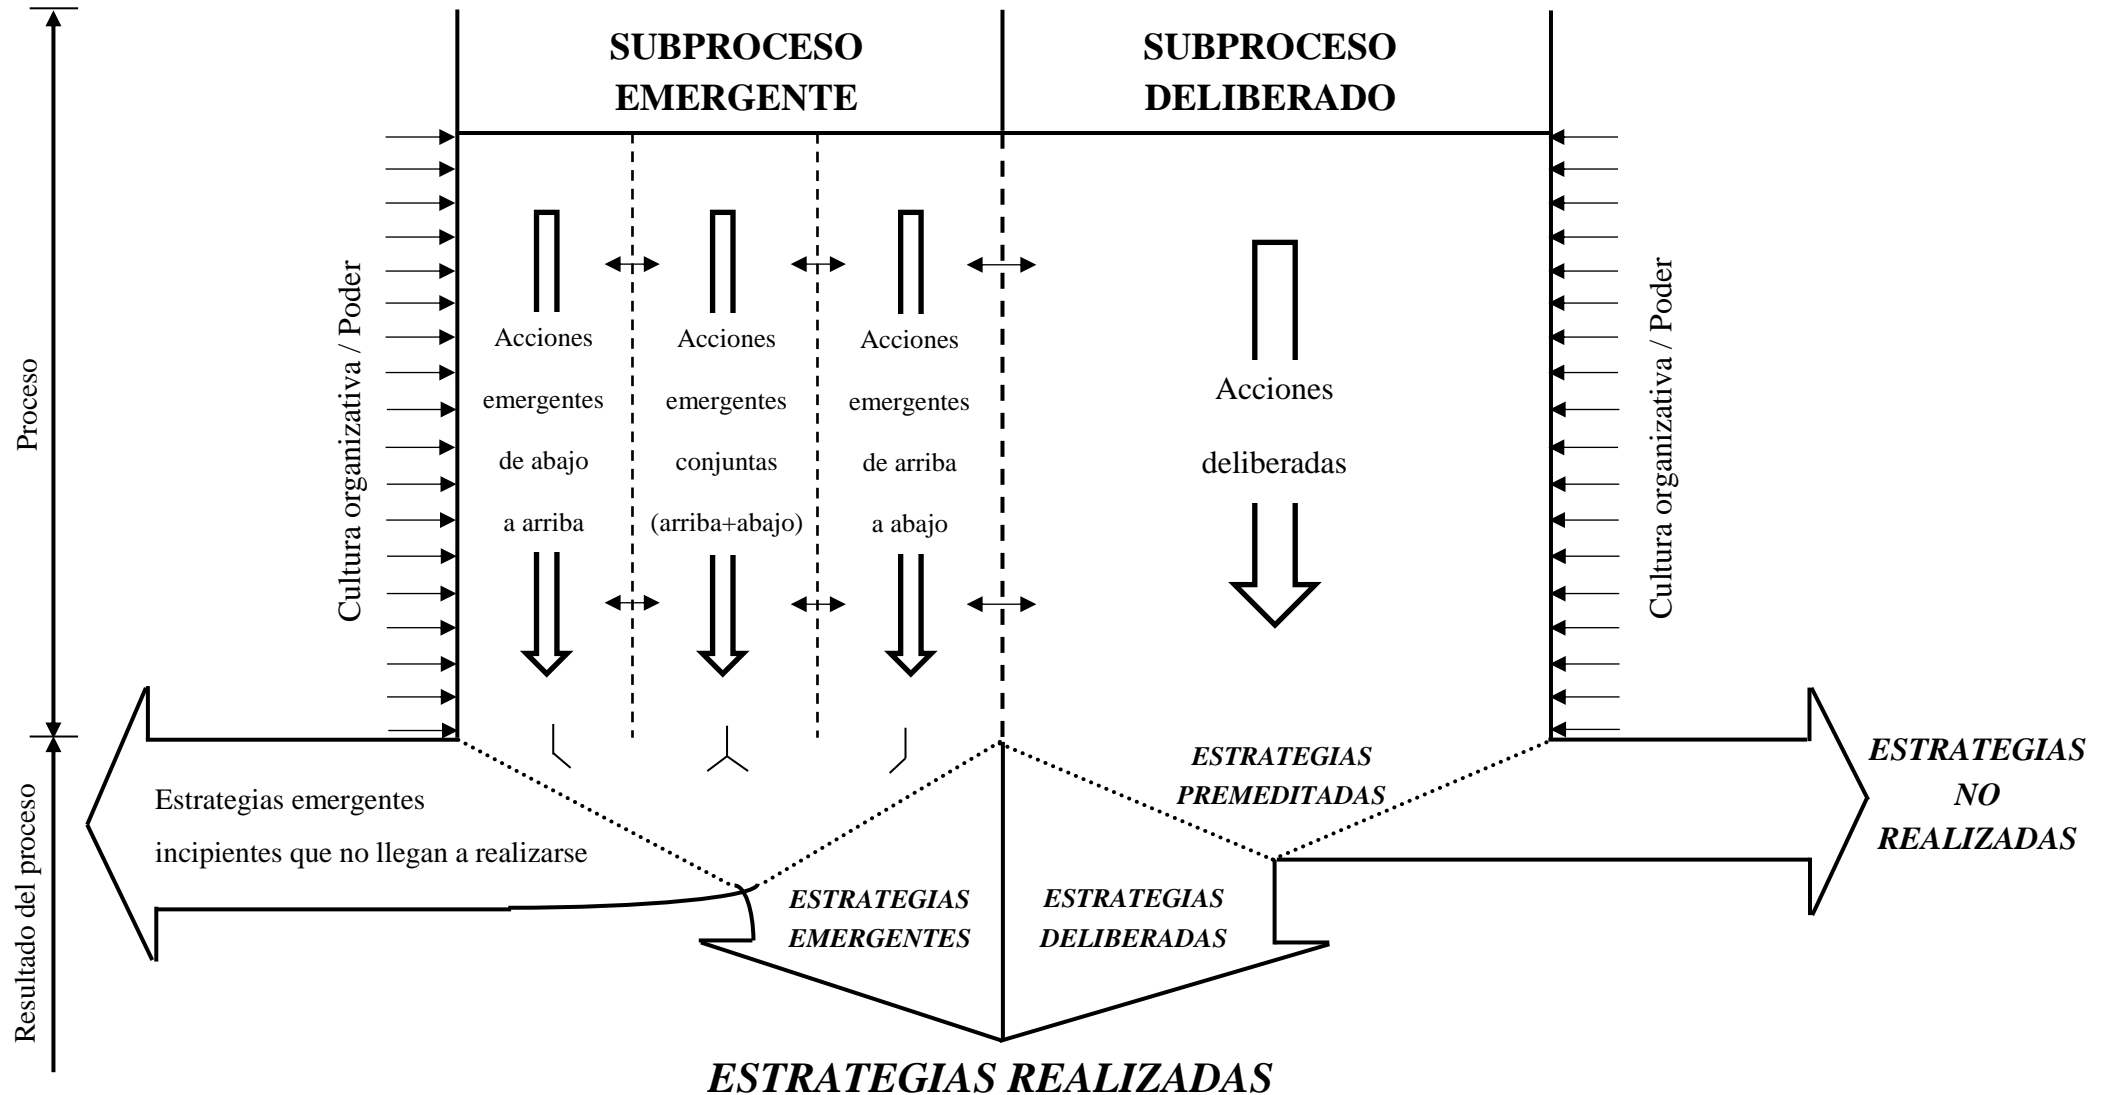 SUBPROCESO
EMERGENTE
SUBPROCESO
DELIBERADO
Proceso
Cultura organizativa / Poder
Acciones
emergentes
de abajo
a arriba
Acciones
emergentes
conjuntas
(arriba+abajo)
Acciones
emergentes
de arriba
a abajo
Acciones
deliberadas
Cultura organizativa / Poder
Resultado del proceso
Estrategias emergentes
incipientes que no llegan a realizarse
ESTRATEGIAS
PREMEDITADAS
ESTRATEGIAS
NO
REALIZADAS
ESTRATEGIAS
EMERGENTES
ESTRATEGIAS
DELIBERADAS
ESTRATEGIAS REALIZADAS